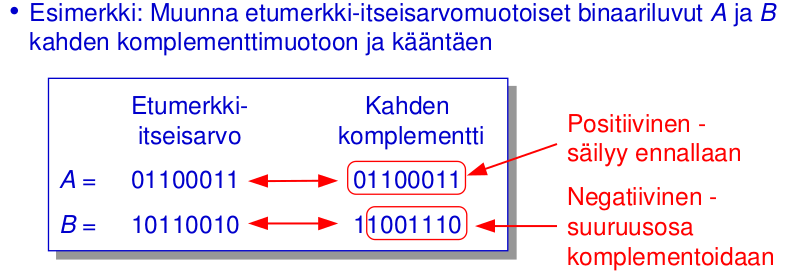 • Esimerkki: Muunna etumerkki-itseisarvomuotoiset binaariluvut A ja B
kahden komplementtimuotoon ja kääntäen
Etumerkki-
itseisarvo
Kahden
komplementti
A = 01100011 01100011
B = 10110010 11001110
Positiivinen -
säilyy ennallaan
Negatiivinen -
suuruusosa
komplementoidaan